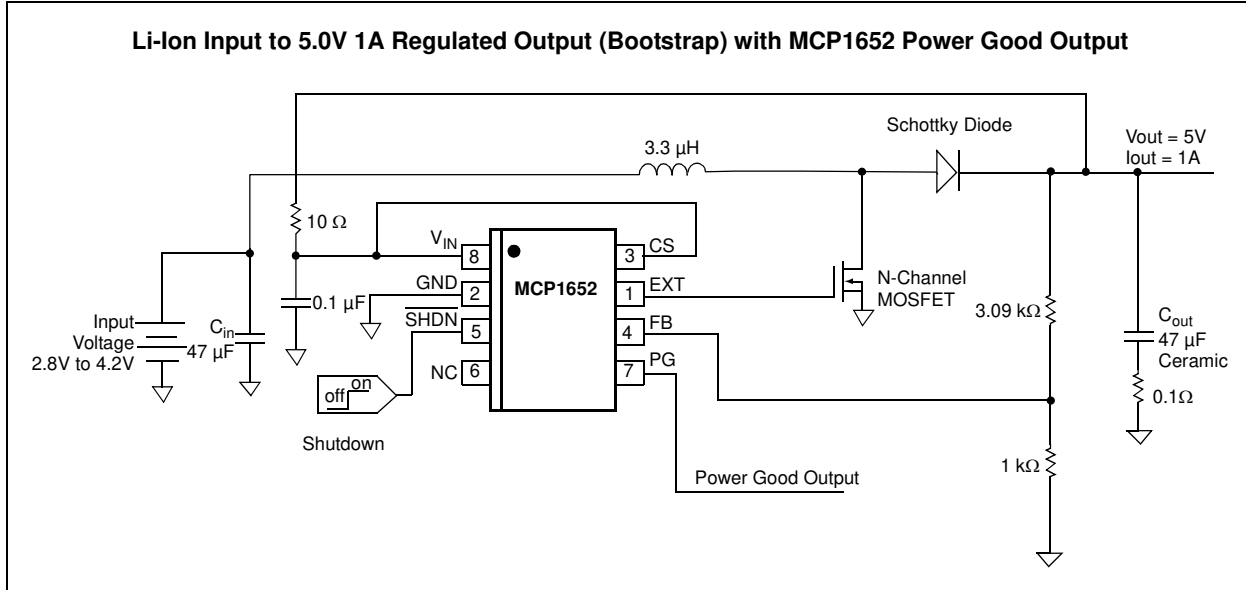 Li-Ion Input to 5.0V 1A Regulated Output (Bootstrap) with MCP1652 Power Good Output
Schottky Diode
Vout = 5V
Iout = 1A
3.3 µH
10 Ω
VIN
8
CS
3
GND
2
MCP1652
EXT
1
N-Channel
MOSFET
0.1 µF
SHDN
5
FB
4
3.09 kΩ
Input
Voltage
2.8V to 4.2V
Cin
47 µF
Cout
47 µF
Ceramic
NC
6
PG
7
off
on
0.1Ω
Shutdown
1 kΩ
Power Good Output